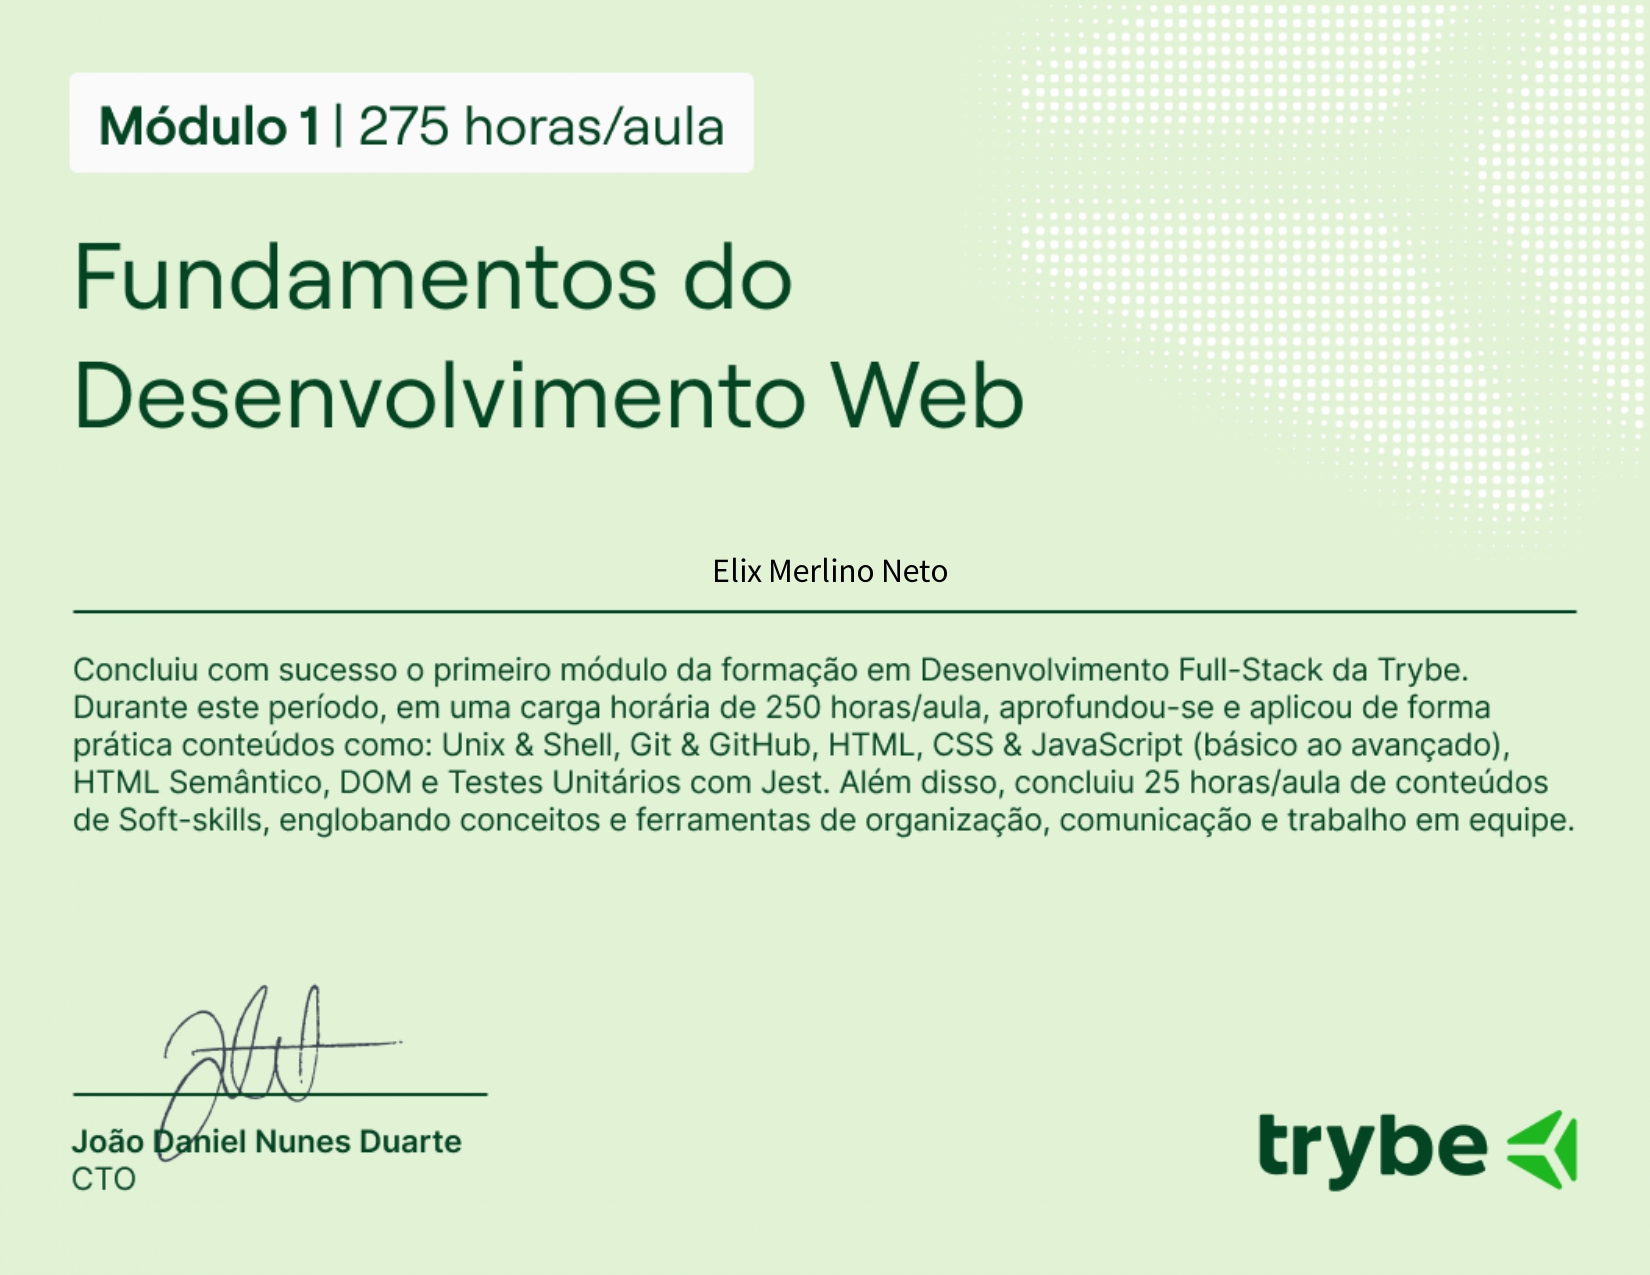 Módulo 1 | 275 horas/aula
Fundamentos do
Desenvolvimento Web
Elix Merlino Neto
Concluiu com sucesso o primeiro módulo da formação em Desenvolvimento Full-Stack da Trybe.
Durante este período, em uma carga horária de 250 horas/aula, aprofundou-se e aplicou de forma
prática conteúdos como: Unix & Shell, Git & GitHub, HTML, CSS & JavaScript (básico ao avançado),
HTML Semântico, DOM e Testes Unitários com Jest. Além disso, concluiu 25 horas/aula de conteúdos
de Soft-skills, englobando conceitos e ferramentas de organização, comunicação e trabalho em equipe.
João Daniel Nunes Duarte
CTO
trybe